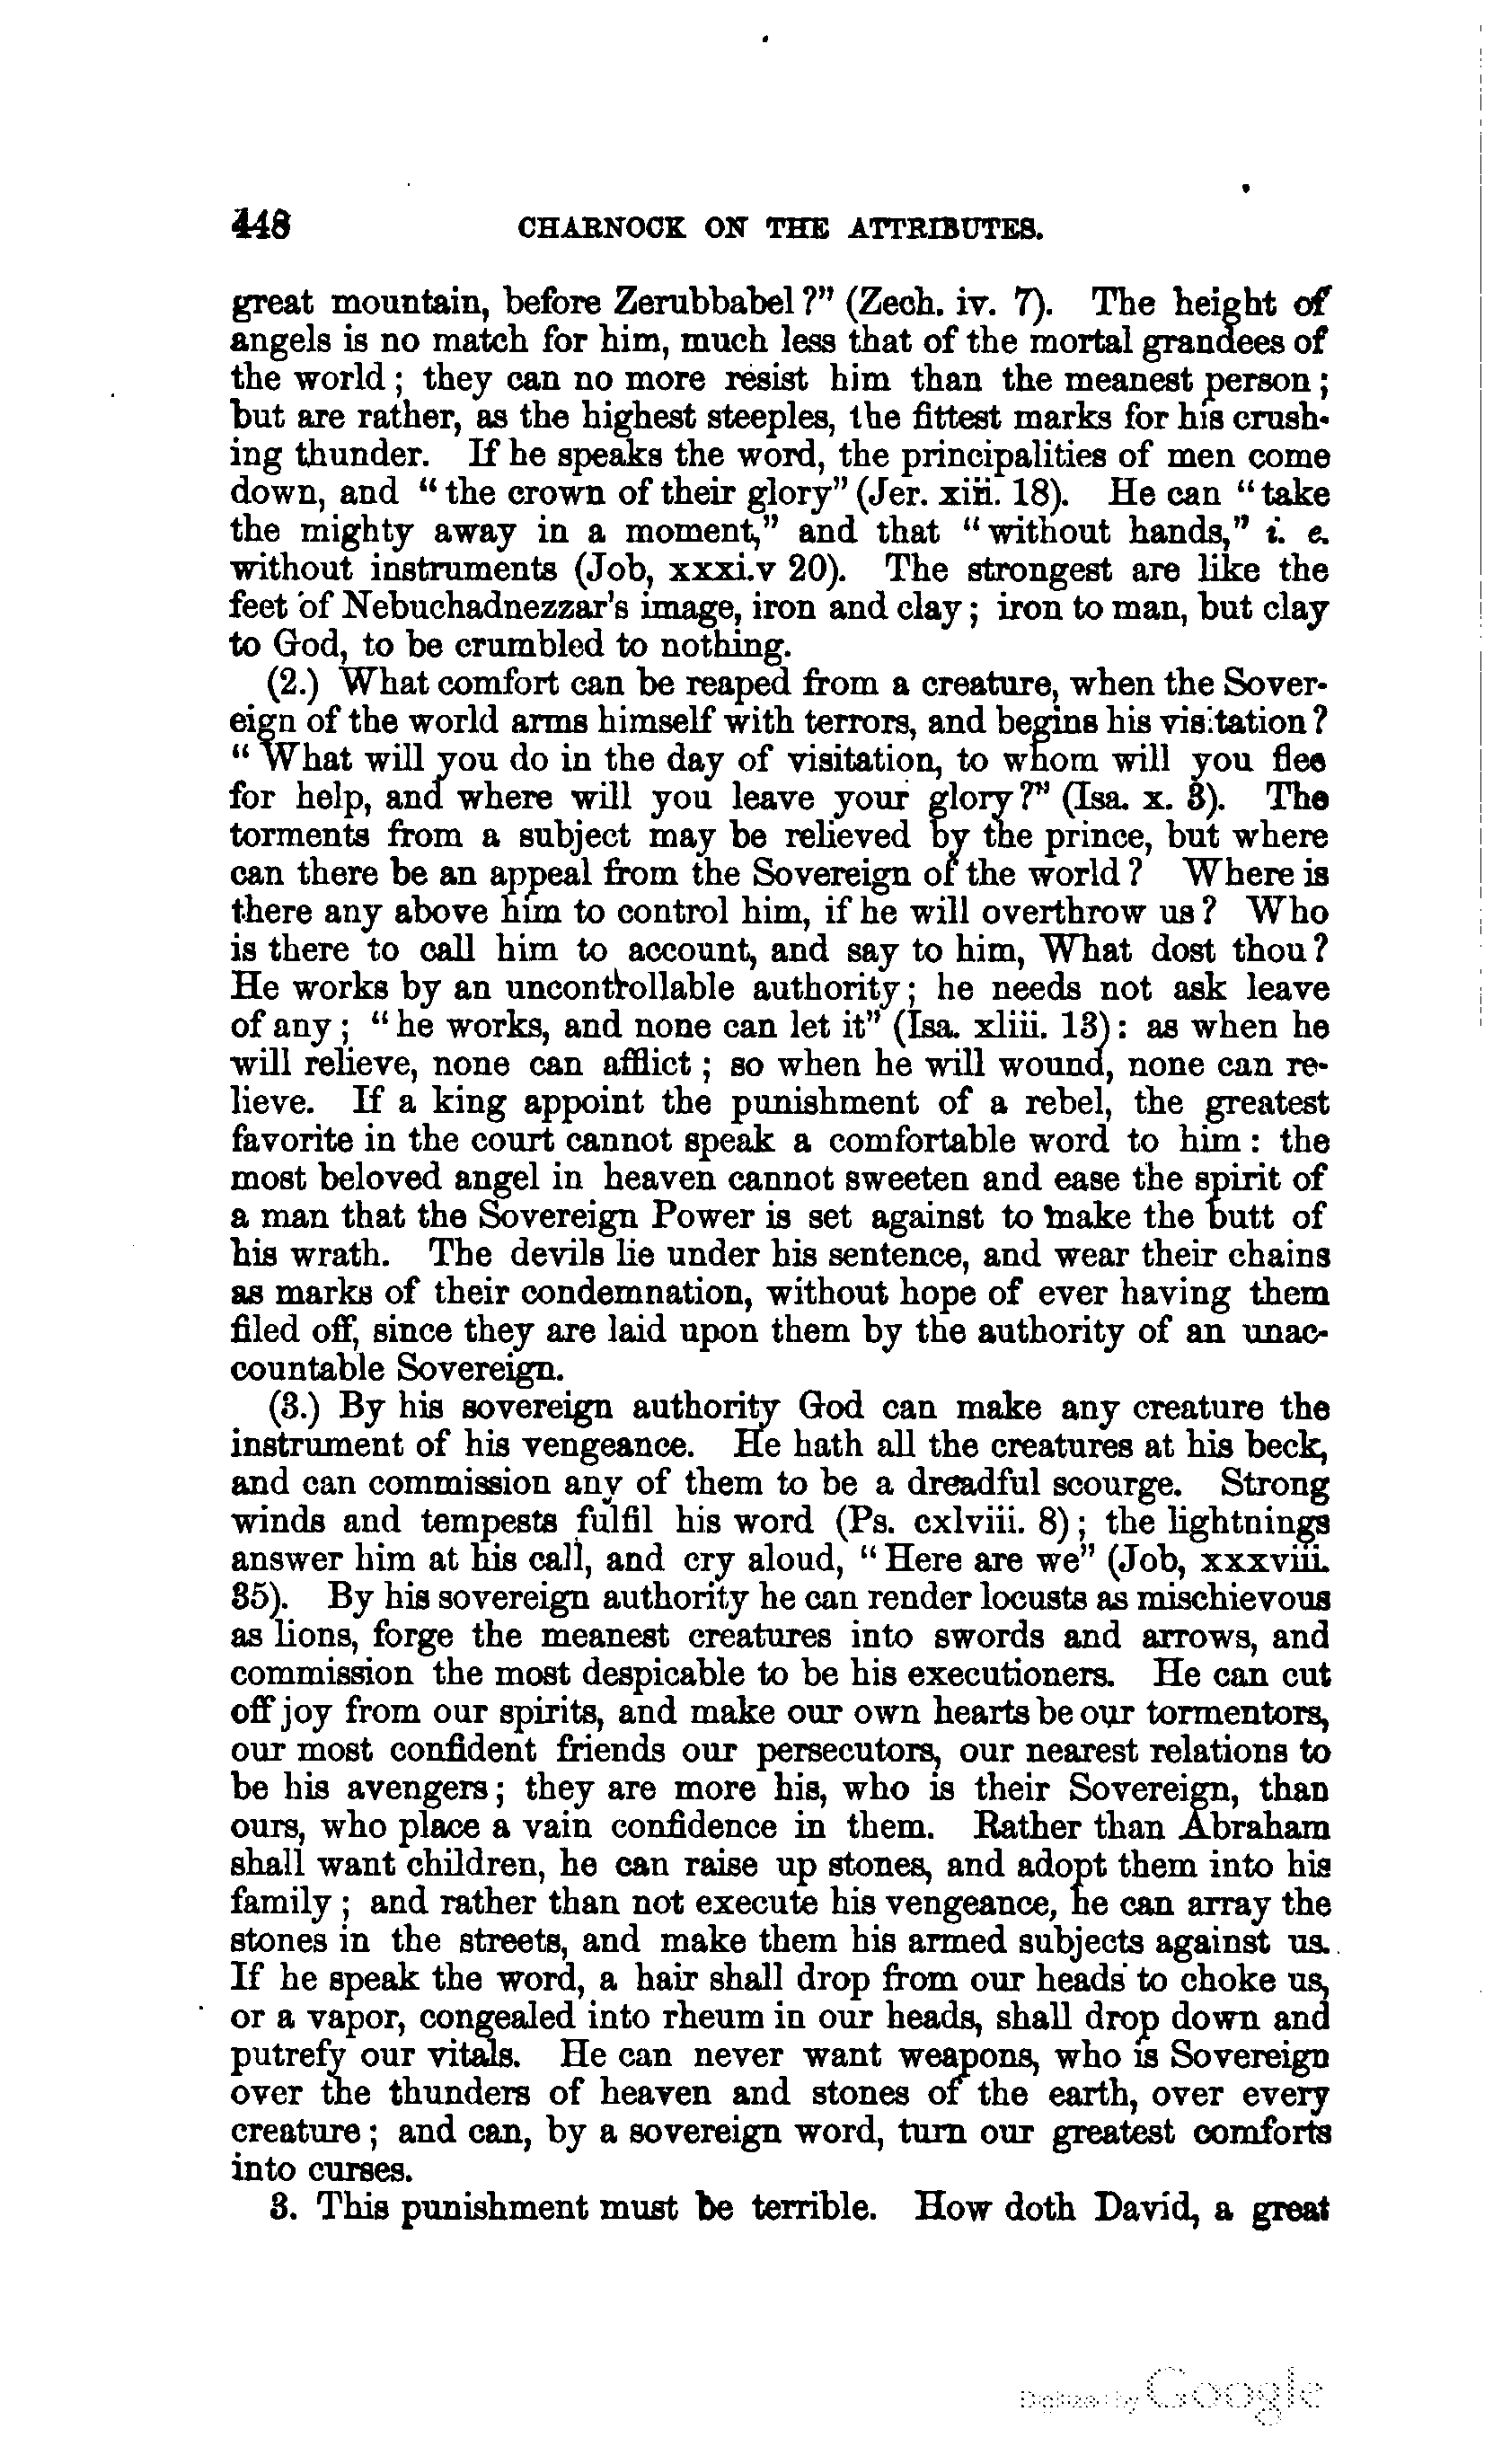 448 CHARNOCK ON THE ATTRIBUTES.
great mountain, before Zerubbabel?" (Zech. iv. 7). The height of
angels is no match for him, much less that of the mortal grandees of
the world; they can no more resist him than the meanest person;
but are rather, as the highest steeples, the fittest marks for his crush-
ing thunder. If he speaks the word, the principalities of men come
down, and "the crown of their glory" (Jer. xiii. 18). He can "take
the mighty away in a moment," and that "without hands," i. e.
without instruments (Job, xxxi.v 20). The strongest are like the
feet of Nebuchadnezzar's image, iron and clay; iron to man, but clay
to God, to be crumbled to nothing.
(2.) What comfort can be reaped from a creature, when the Sover-
eign of the world arms himself with terrors, and begins his visitation?
"What will you do in the day of visitation, to whom will you flee
for help, and where will you leave your glory?" (Isa. x. 3). The
torments from a subject may be relieved by the prince, but where
can there be an appeal from the Sovereign of the world? Where is
there any above him to control him, if he will overthrow us? Who
is there to call him to account, and say to him, What dost thou?
He works by an uncontrollable authority; he needs not ask leave
of any; "he works, and none can let it" (Isa. xliii. 13): as when he
will relieve, none can afflict; so when he will wound, none can re-
lieve. If a king appoint the punishment of a rebel, the greatest
favorite in the court cannot speak a comfortable word to him: the
most beloved angel in heaven cannot sweeten and ease the spirit of
a man that the Sovereign Power is set against to make the butt of
his wrath. The devils lie under his sentence, and wear their chains
as marks of their condemnation, without hope of ever having them
filed off, since they are laid upon them by the authority of an unac-
countable Sovereign.
(3.) By his sovereign authority God can make any creature the
instrument of his vengeance. He hath all the creatures at his beck,
and can commission any of them to be a dreadful scourge. Strong
winds and tempests fulfil his word (Ps. cxlviii. 8); the lightnings
answer him at his call, and cry aloud, "Here are we" (Job, xxxviii.
35). By his sovereign authority he can render locusts as mischievous
as lions, forge the meanest creatures into swords and arrows, and
commission the most despicable to be his executioners. He can cut
off joy from our spirits, and make our own hearts be our tormentors,
our most confident friends our persecutors, our nearest relations to
be his avengers; they are more his, who is their Sovereign, than
ours, who place a vain confidence in them. Rather than Abraham
shall want children, he can raise up stones, and adopt them into his
family; and rather than not execute his vengeance, he can array the
stones in the streets, and make them his armed subjects against us.
If he speak the word, a hair shall drop from our heads to choke us,
or a vapor, congealed into rheum in our heads, shall drop down and
putrefy our vitals. He can never want weapons, who is Sovereign
over the thunders of heaven and stones of the earth, over every
creature; and can, by a sovereign word, turn our greatest comforts
into curses.
3. This punishment must be terrible. How doth David, a great
Digitized by Google